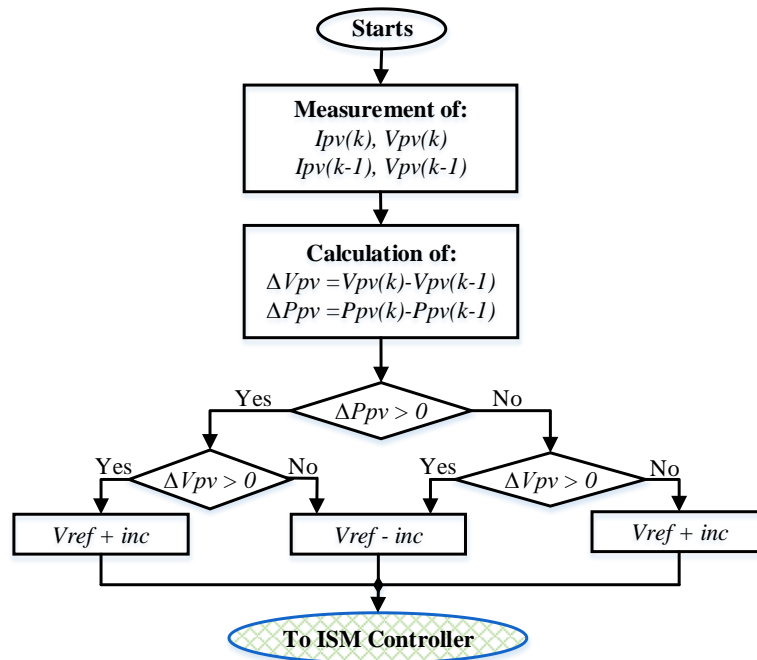 Starts
Measurement of:
Ipv(k), Vpv(k)
Ipv(k-1), Vpv(k-1)
Calculation of:
ΔVpv =Vpv(k)-Vpv(k-1)
ΔPpv =Ppv(k)-Ppv(k-1)
Yes
ΔPpv > 0
No
Yes
ΔVpv > 0
No
Yes
ΔVpv > 0
No
Vref + inc
Vref - inc
Vref + inc
To ISM Controller